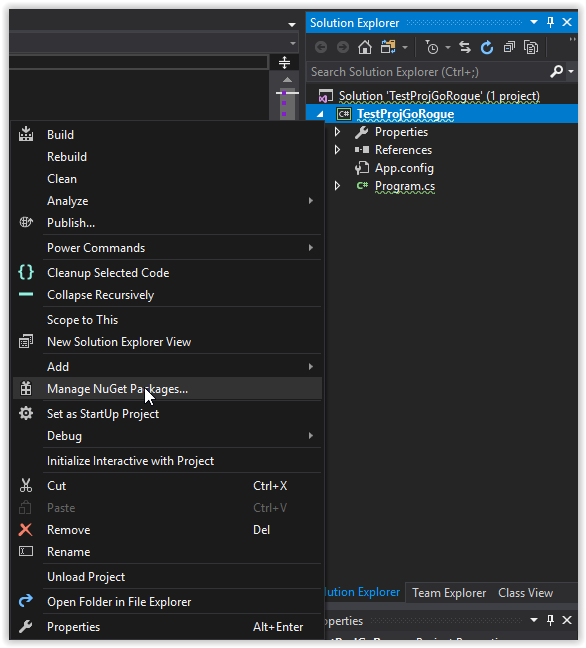 Solution Explorer
Search Solution Explorer (Ctrl+;)
Solution 'TestProjGoRogue' (1 project)
C# TestProjGoRogue
Properties
References
App.config
C# Program.cs
Build
Rebuild
Clean
Analyze
Publish...
Power Commands
Cleanup Selected Code
Collapse Recursively
Scope to This
New Solution Explorer View
Add
Manage NuGet Packages...
Set as StartUp Project
Debug
Initialize Interactive with Project
Cut Ctrl+X
Paste Ctrl+V
Remove Del
Rename
Unload Project
Open Folder in File Explorer
Properties Alt+Enter
lution Explorer Team Explorer Class View
operties